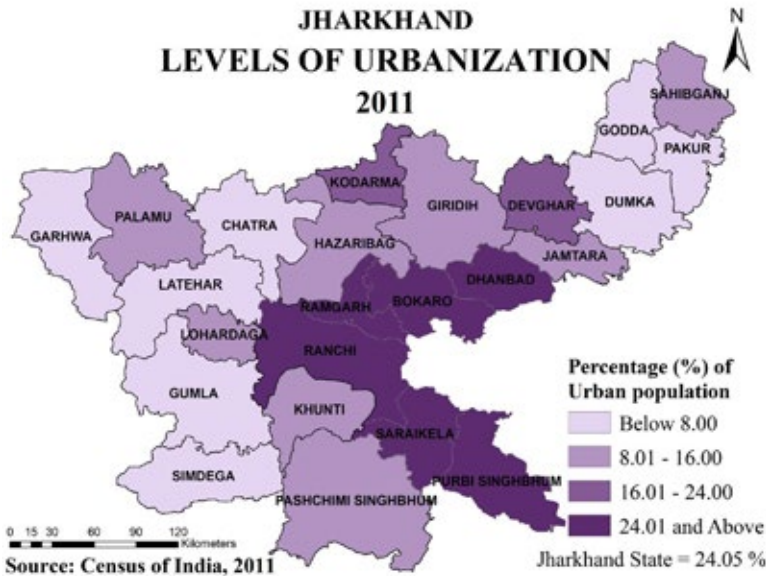 JHARKHAND
LEVELS OF URBANIZATION
2011
N
SAHIBGANJ
GODDA
PAKUR
KODARMA
DEVGHAR
DUMKA
PALAMU
GIRIDIH
GARHWA
CHATRA
HAZARIBAG
JAMTARA
LATEHAR
DHANBAD
RAMGARH
BOKARO
LOHARDAGA
RANCHI
GUMLA
KHUNTI
SARAIKELA
SIMDEGA
PURBI SINGHBHUM
PASHCHIMI SINGHBHUM
Percentage (%) of
Urban population
Below 8.00
8.01 - 16.00
16.01 - 24.00
24.01 and Above
Jharkhand State = 24.05 %
0 15 30 60 90 120
Kilometers
Source: Census of India, 2011